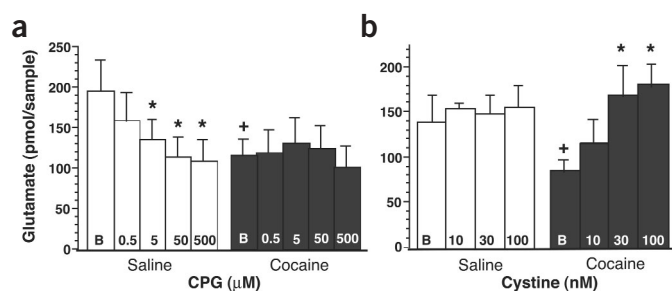 a
Glutamate (pmol/sample)
250
200
150
100
50
0
+
*
*
*
B 0.5 5 50 500
B 0.5 5 50 500
Saline Cocaine
CPG (μM)
b
200
150
100
50
0
+
*
*
B 10 30 100
B 10 30 100
Saline Cocaine
Cystine (nM)